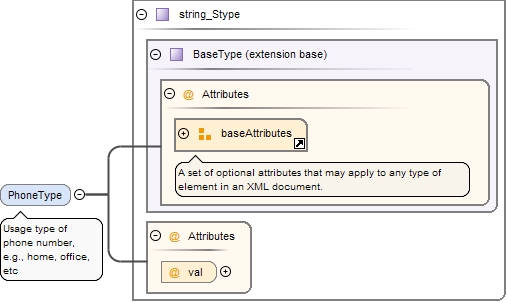 string_Stype
BaseType (extension base)
@ Attributes
baseAttributes
A set of optional attributes that may apply to any type of
element in an XML document.
PhoneType
Usage type of
phone number,
e.g., home, office,
etc
@ Attributes
@ val